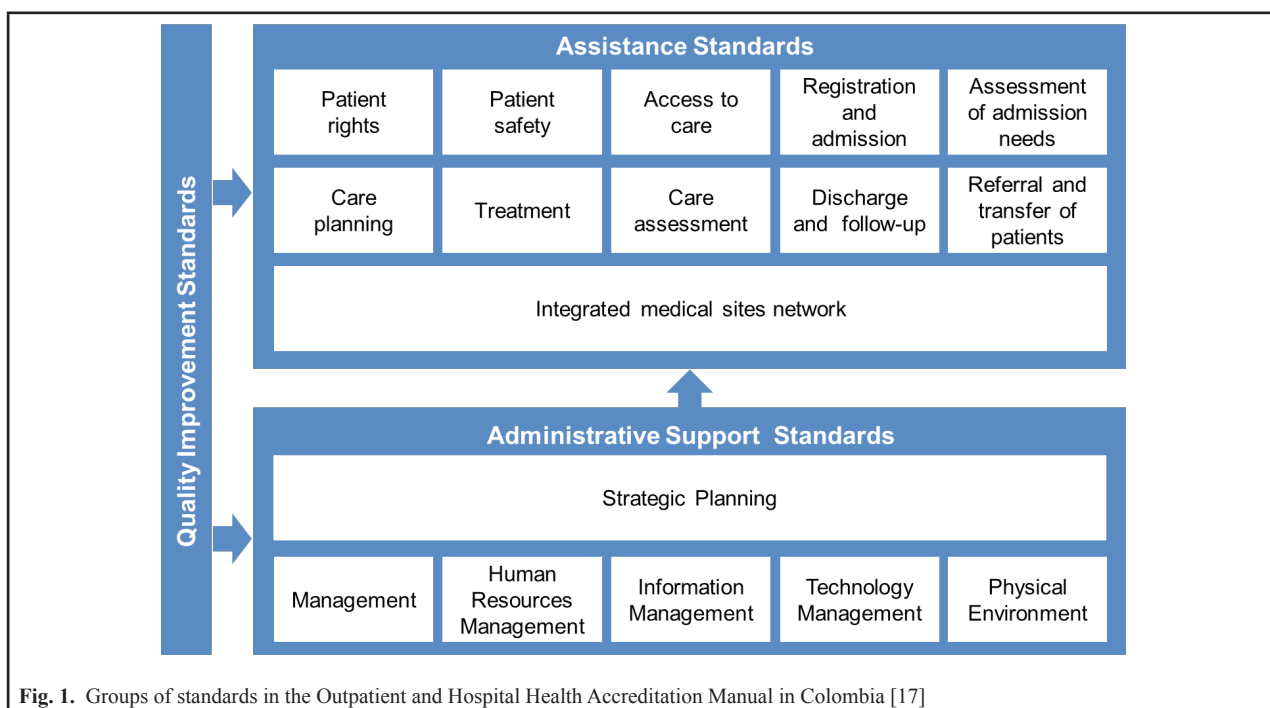 Quality Improvement Standards
Assistance Standards
Patient
rights
Patient
safety
Access to
care
Registration
and
admission
Assessment
of admission
needs
Care
planning
Treatment
Care
assessment
Discharge
and follow-up
Referral and
transfer of
patients
Integrated medical sites network
Administrative Support Standards
Strategic Planning
Management
Human
Resources
Management
Information
Management
Technology
Management
Physical
Environment
Fig. 1. Groups of standards in the Outpatient and Hospital Health Accreditation Manual in Colombia [17]